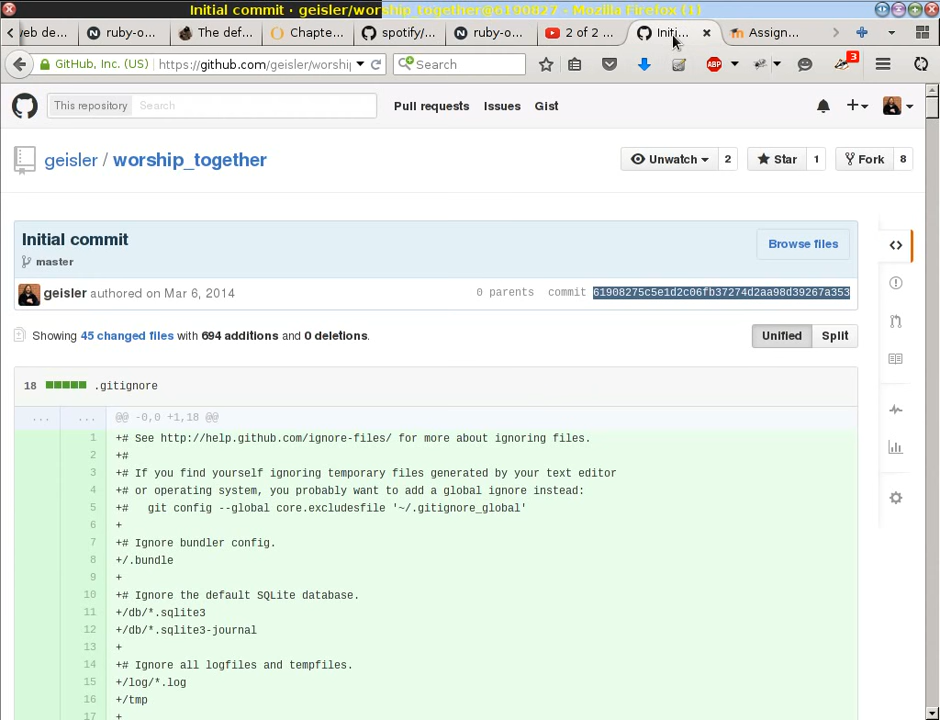 Initial commit · geisler/worship_together@6190827 - Mozilla Firefox (1)
web de...
ruby-o...
The def...
Chapte...
spotify/...
ruby-o...
2 of 2 ...
Initi...
Assign...
GitHub, Inc. (US)
https://github.com/geisler/worship
Search
ABP
3
This repository
Search
Pull requests
Issues
Gist
geisler / worship_together
Unwatch
2
Star
1
Fork
8
Initial commit
Browse files
master
geisler authored on Mar 6, 2014
0 parents
commit 61908275c5e1d2c06fb37274d2aa98d39267a353
Showing 45 changed files with 694 additions and 0 deletions.
Unified
Split
18
.gitignore
...
...
@@ -0,0 +1,18 @@
1 +# See http://help.github.com/ignore-files/ for more about ignoring files.
2 +#
3 +# If you find yourself ignoring temporary files generated by your text editor
4 +# or operating system, you probably want to add a global ignore instead:
5 +#   git config --global core.excludesfile '~/.gitignore_global'
6 +
7 +# Ignore bundler config.
8 +/.bundle
9 +
10 +# Ignore the default SQLite database.
11 +/db/*.sqlite3
12 +/db/*.sqlite3-journal
13 +
14 +# Ignore all logfiles and tempfiles.
15 +/log/*.log
16 +/tmp
17 +